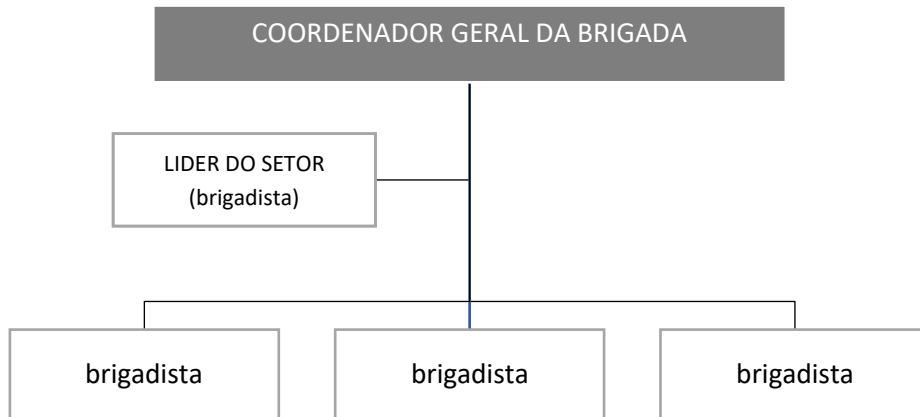 COORDENADOR GERAL DA BRIGADA
LIDER DO SETOR
(brigadista)
brigadista
brigadista
brigadista